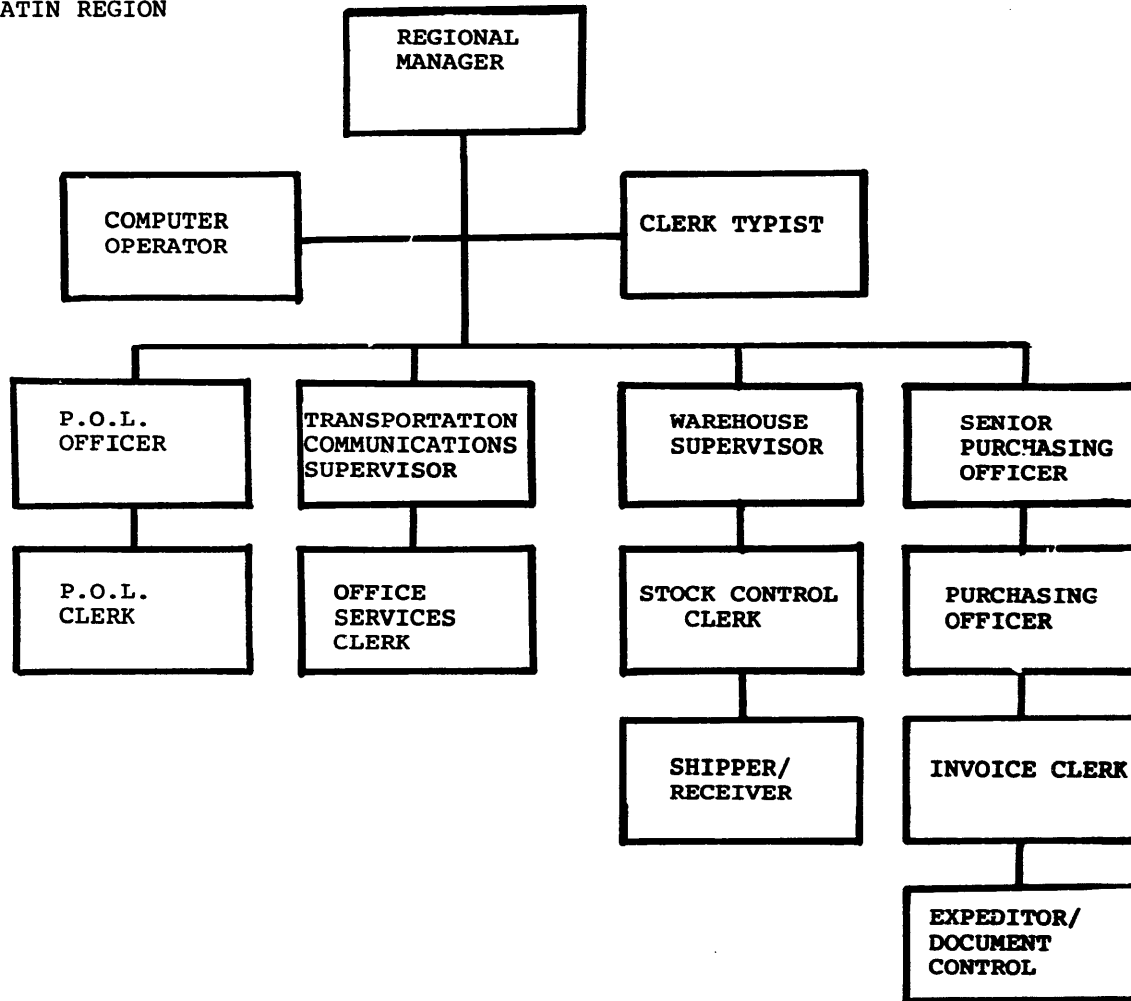 ATIN REGION
REGIONAL
MANAGER
COMPUTER
OPERATOR
CLERK TYPIST
P.O.L.
OFFICER
TRANSPORTATION
COMMUNICATIONS
SUPERVISOR
WAREHOUSE
SUPERVISOR
SENIOR
PURCHASING
OFFICER
P.O.L.
CLERK
OFFICE
SERVICES
CLERK
STOCK CONTROL
CLERK
PURCHASING
OFFICER
SHIPPER/
RECEIVER
INVOICE CLERK
EXPEDITOR/
DOCUMENT
CONTROL